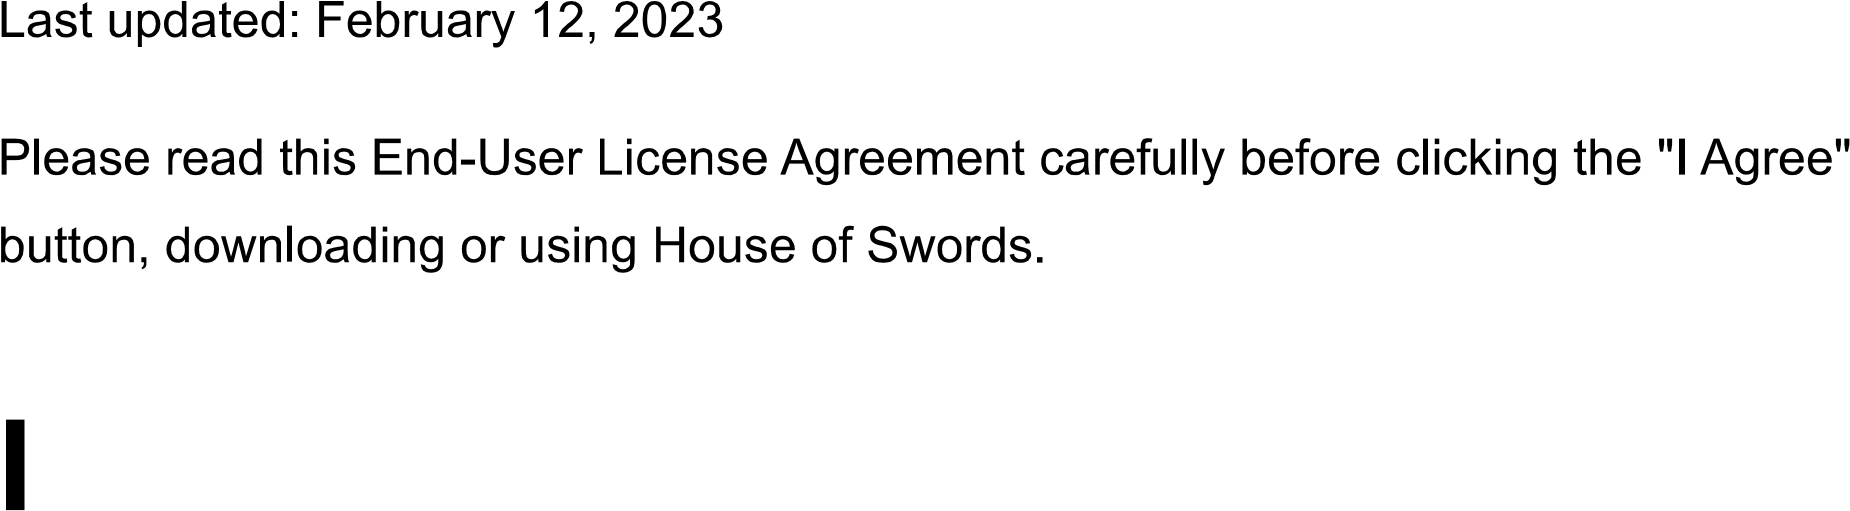 Last updated: February 12, 2023
Please read this End-User License Agreement carefully before clicking the "I Agree"
button, downloading or using House of Swords.
I